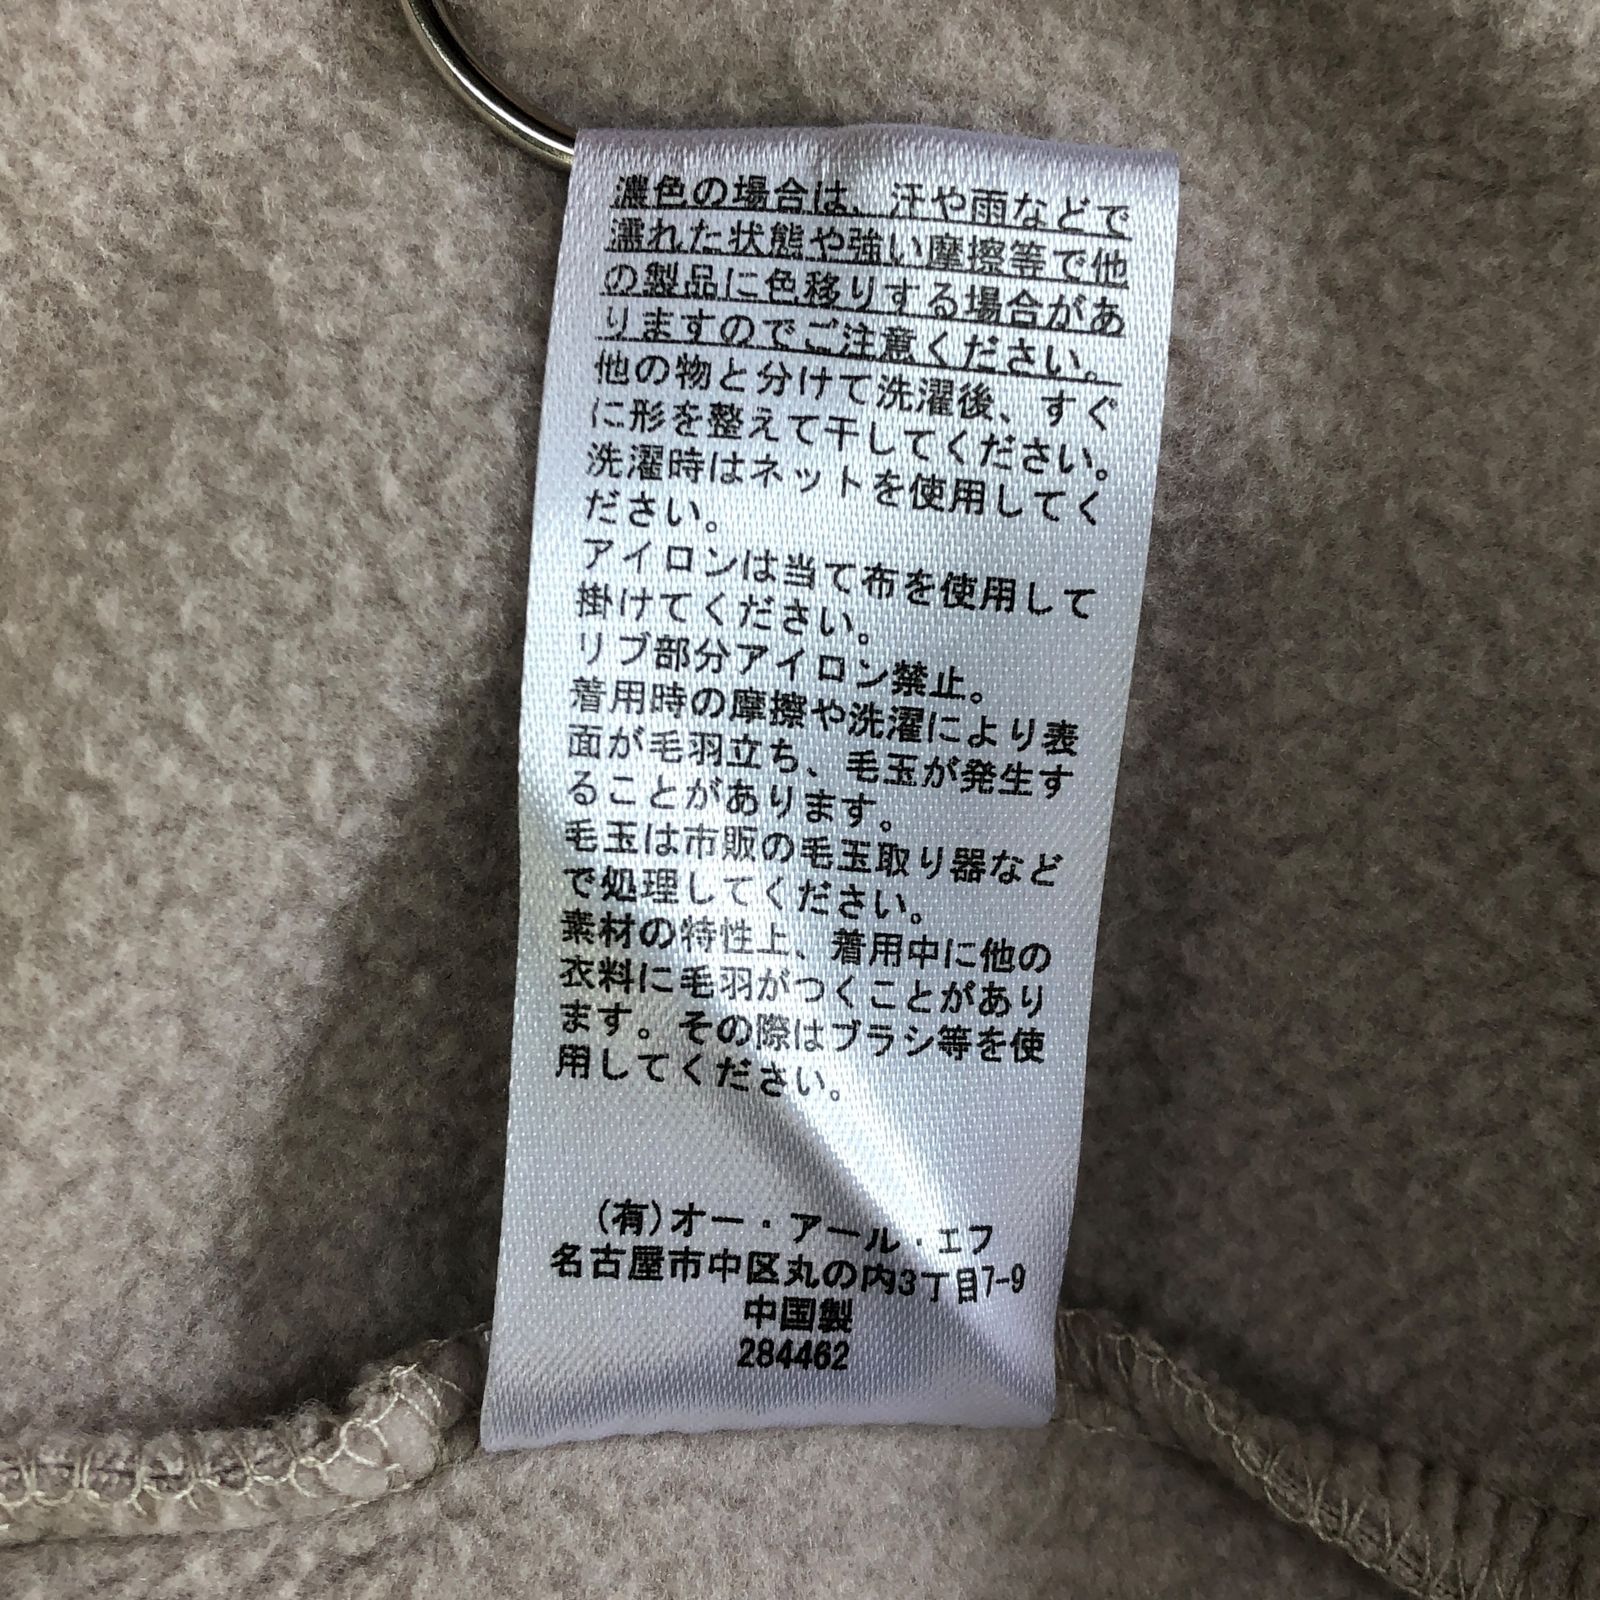 濃色の場合は、汗や雨などで
濡れた状態や強い摩擦等で他
の製品に色移りする場合があ
りますのでご注意ください。
他の物と分けて洗濯後、すぐ
に形を整えて干してください。
洗濯時はネットを使用してく
ださい。
アイロンは当て布を使用して
掛けてください。
リブ部分アイロン禁止。
着用時の摩擦や洗濯により表
面が毛羽立ち、毛玉が発生す
ることがあります。
毛玉は市販の毛玉取り器など
で処理してください。
素材の特性上、着用中に他の
衣料に毛羽がつくことがあり
ます。その際はブラシ等を使
用してください。
(有)オー・アール・エフ
名古屋市中区丸の内3丁目7-9
中国製
284462